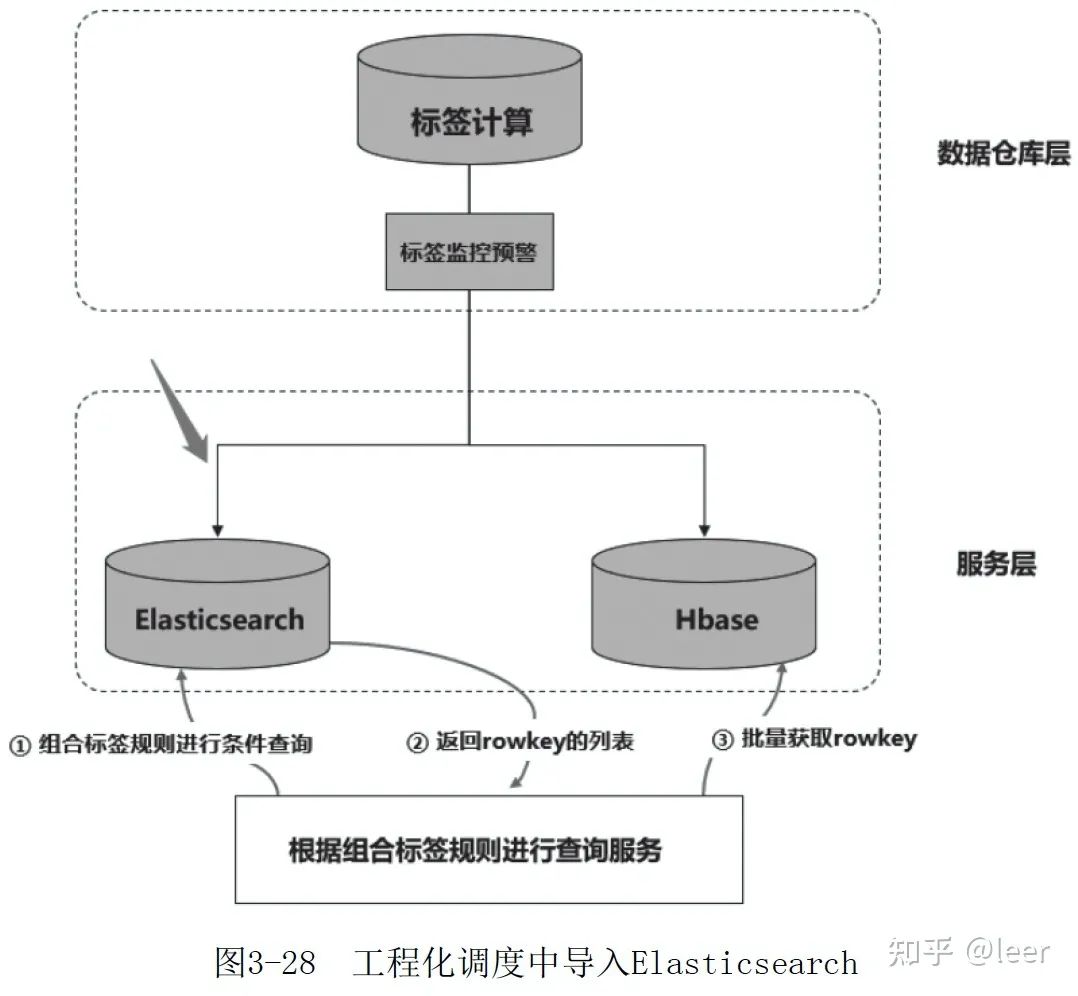 标签计算
数据仓库层
标签监控预警
服务层
Elasticsearch
Hbase
① 组合标签规则进行条件查询
② 返回rowkey的列表
③ 批量获取rowkey
根据组合标签规则进行查询服务
图3-28 工程化调度中导入Elasticsearch
知乎 @leer